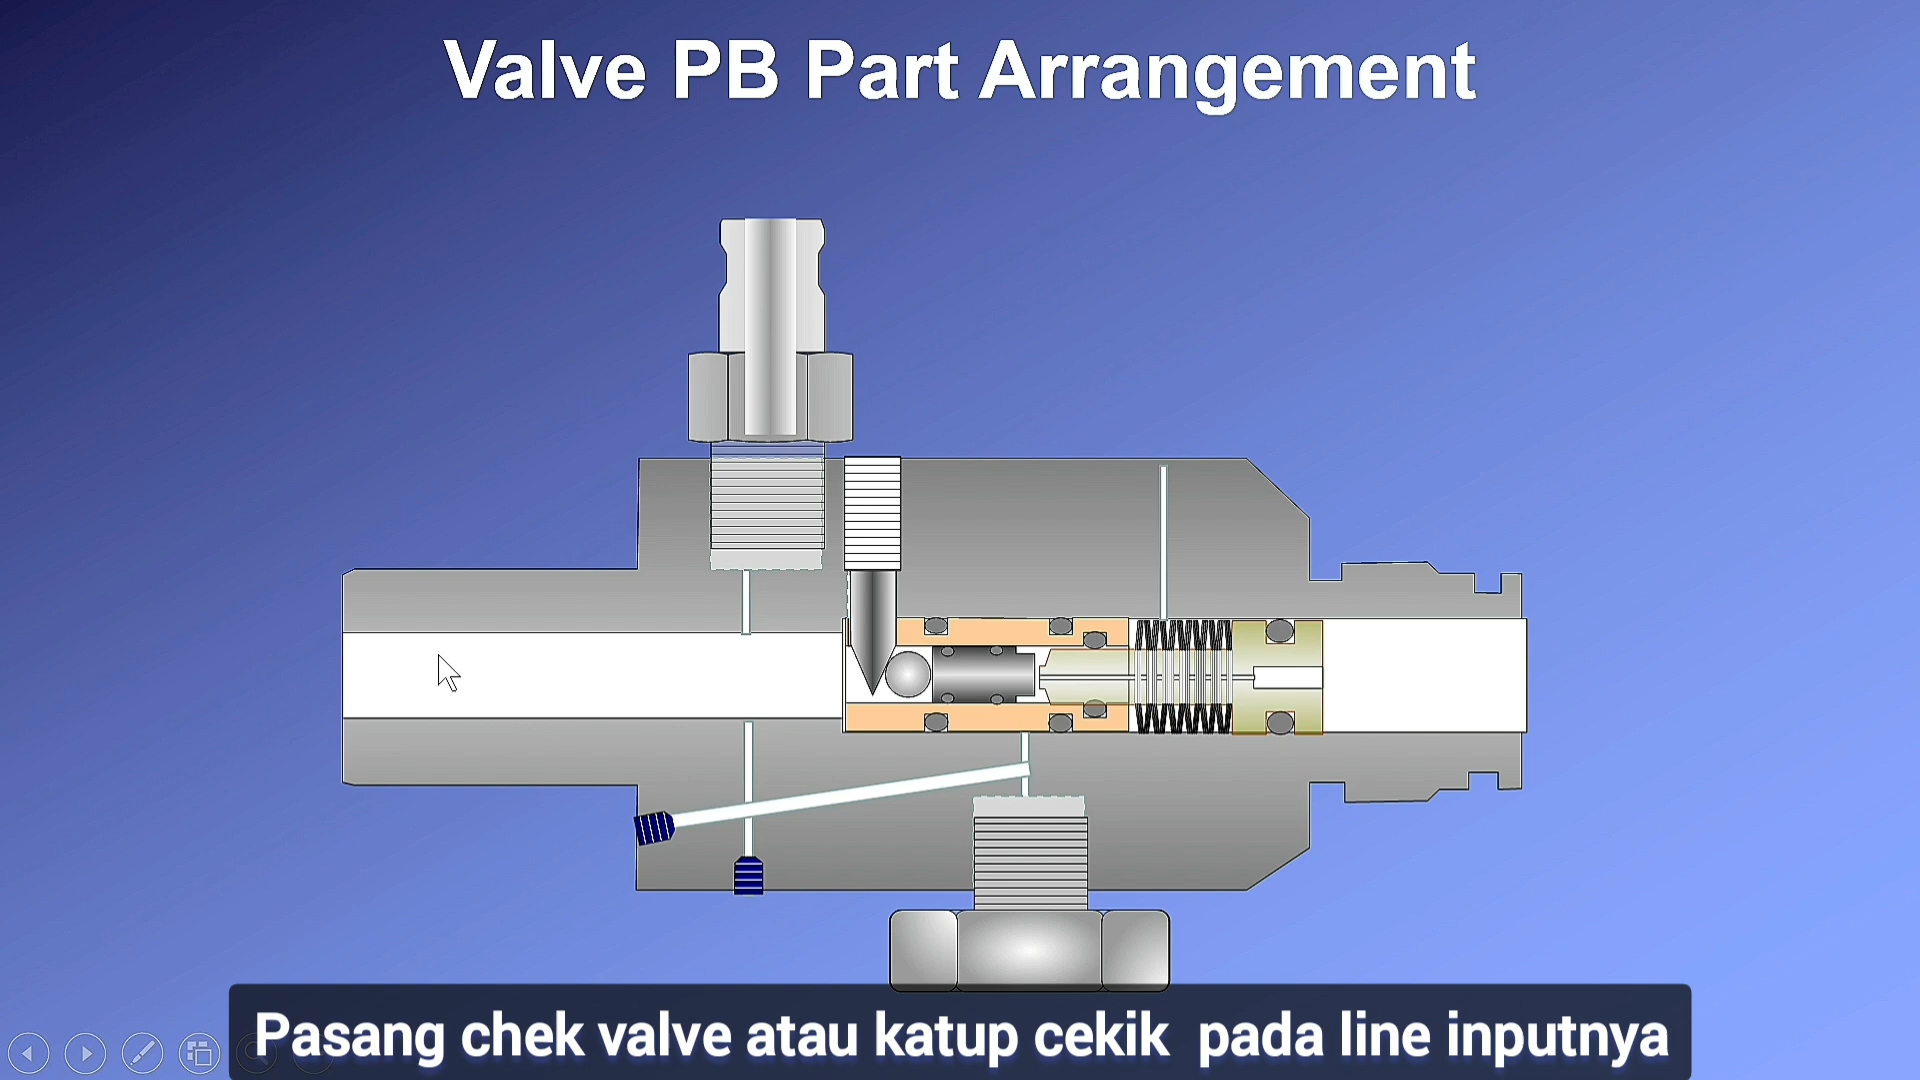 Valve PB Part Arrangement
Pasang chek valve atau katup cekik pada line inputnya